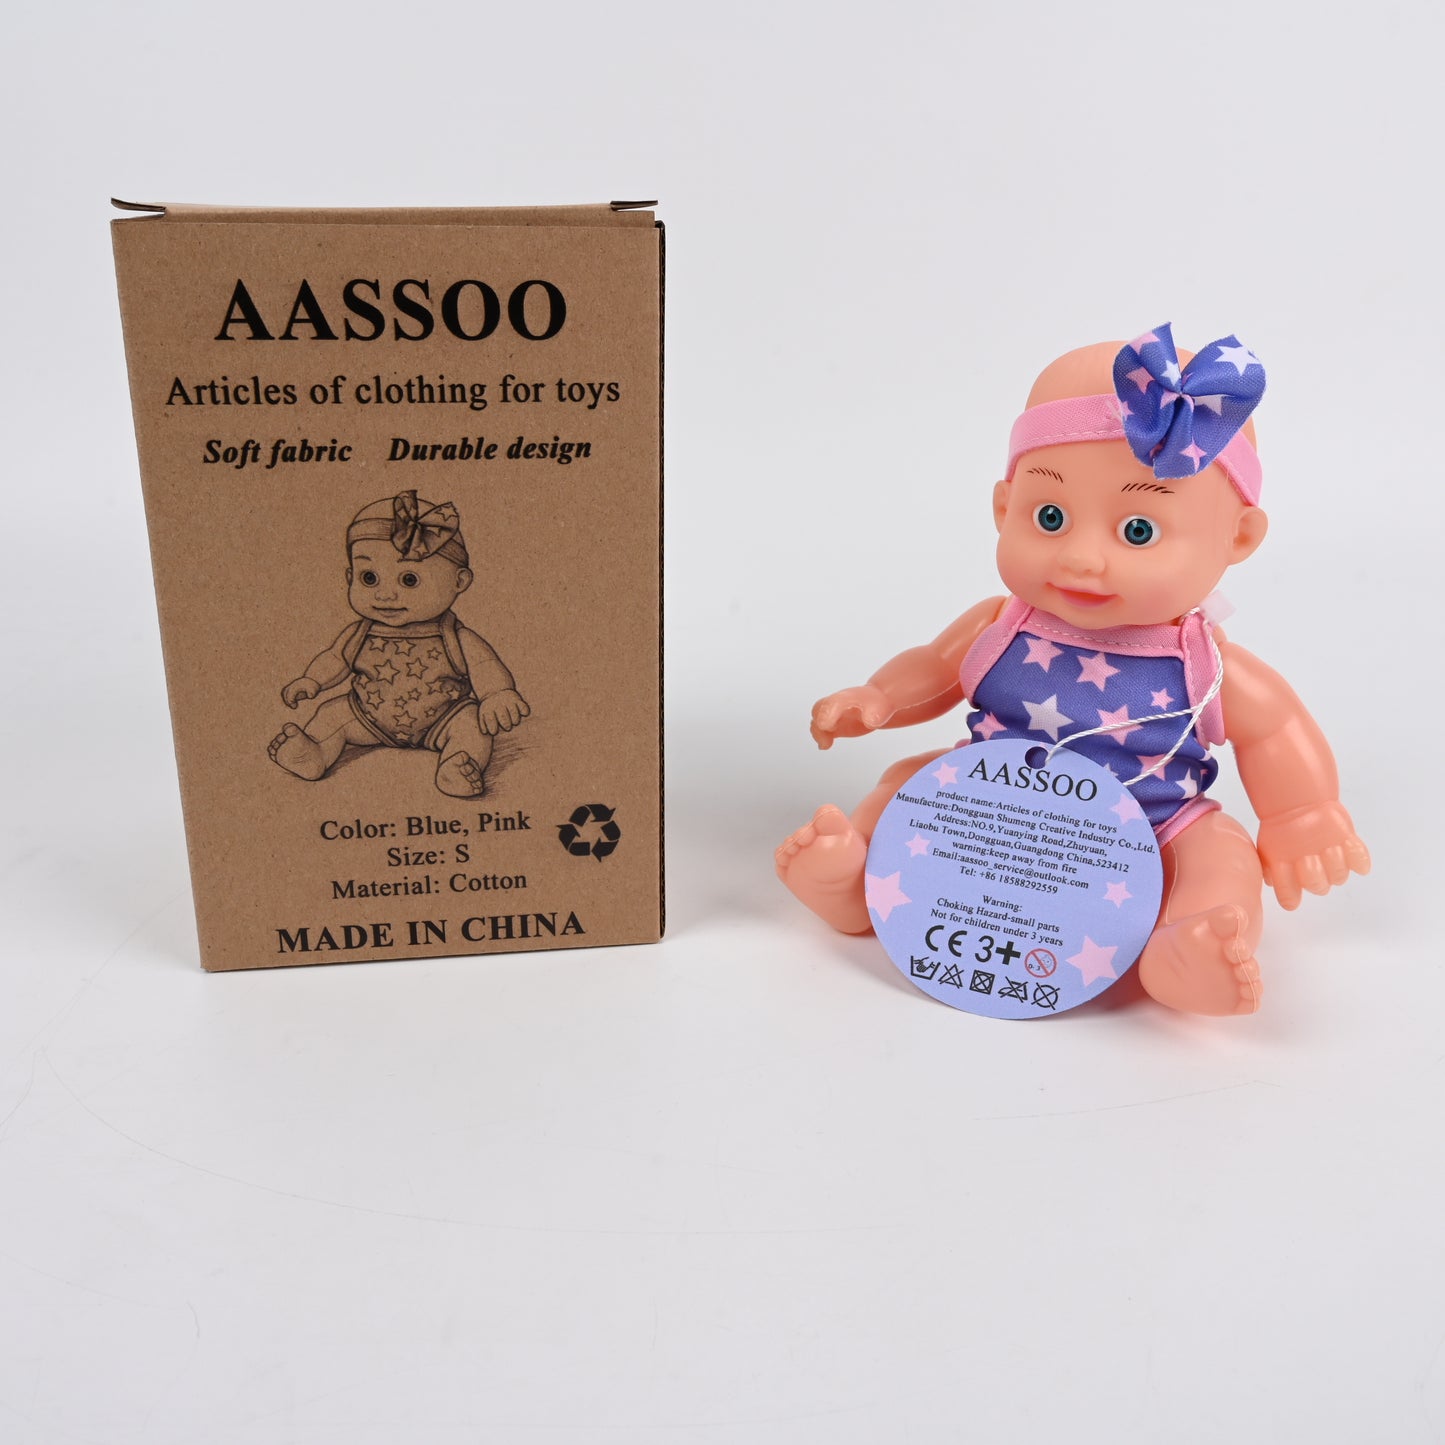 AASSOO
Articles of clothing for toys
Soft fabric Durable design
Color: Blue, Pink
Size: S
Material: Cotton
MADE IN CHINA
AASSOO
product name:Articles of clothing for toys
Manufacture:Dongguan Shumeng Creative Industry Co.,Ltd.
Address:NO.9,Yuanying Road,Zhuyuan,
Liaobu Town,Dongguan,Guangdong China,523412
warning:keep away from fire
Email:aassoo_service@outlook.com
Tel: +86 18588292559
Warning:
Choking Hazard-small parts
Not for children under 3 years
CE 3+ 0-3